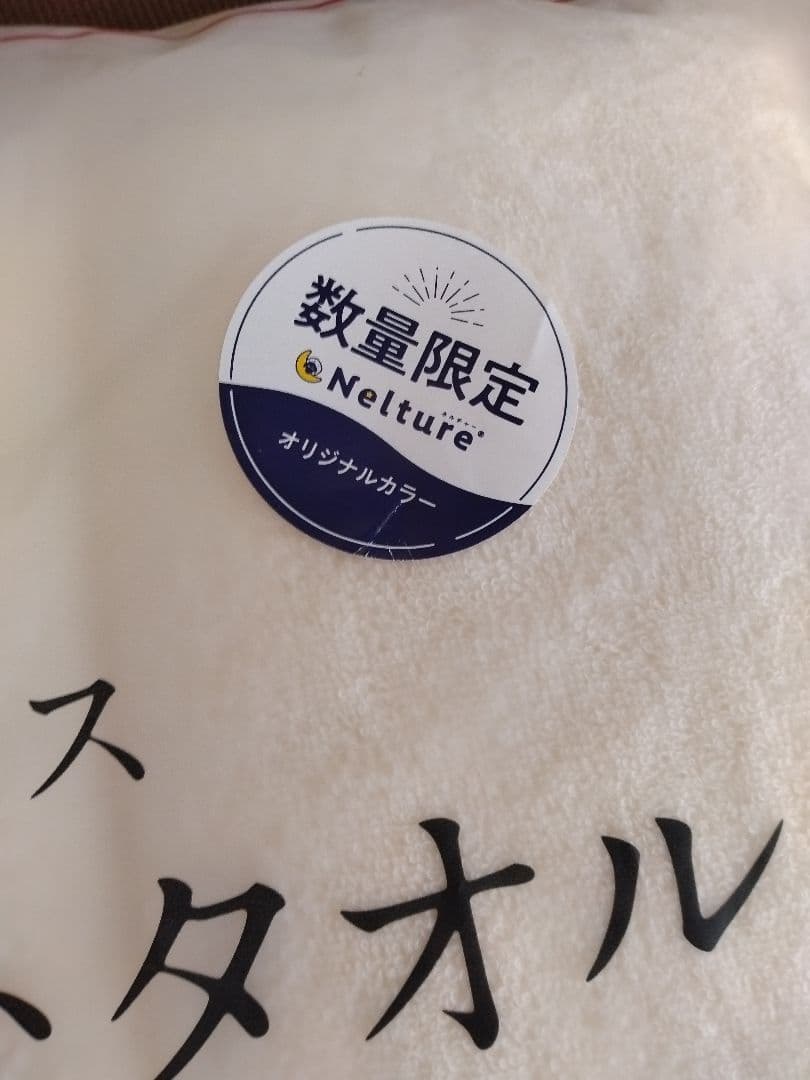 数量限定
Nelture®
ネルチャー
オリジナルカラー
ス
タオル